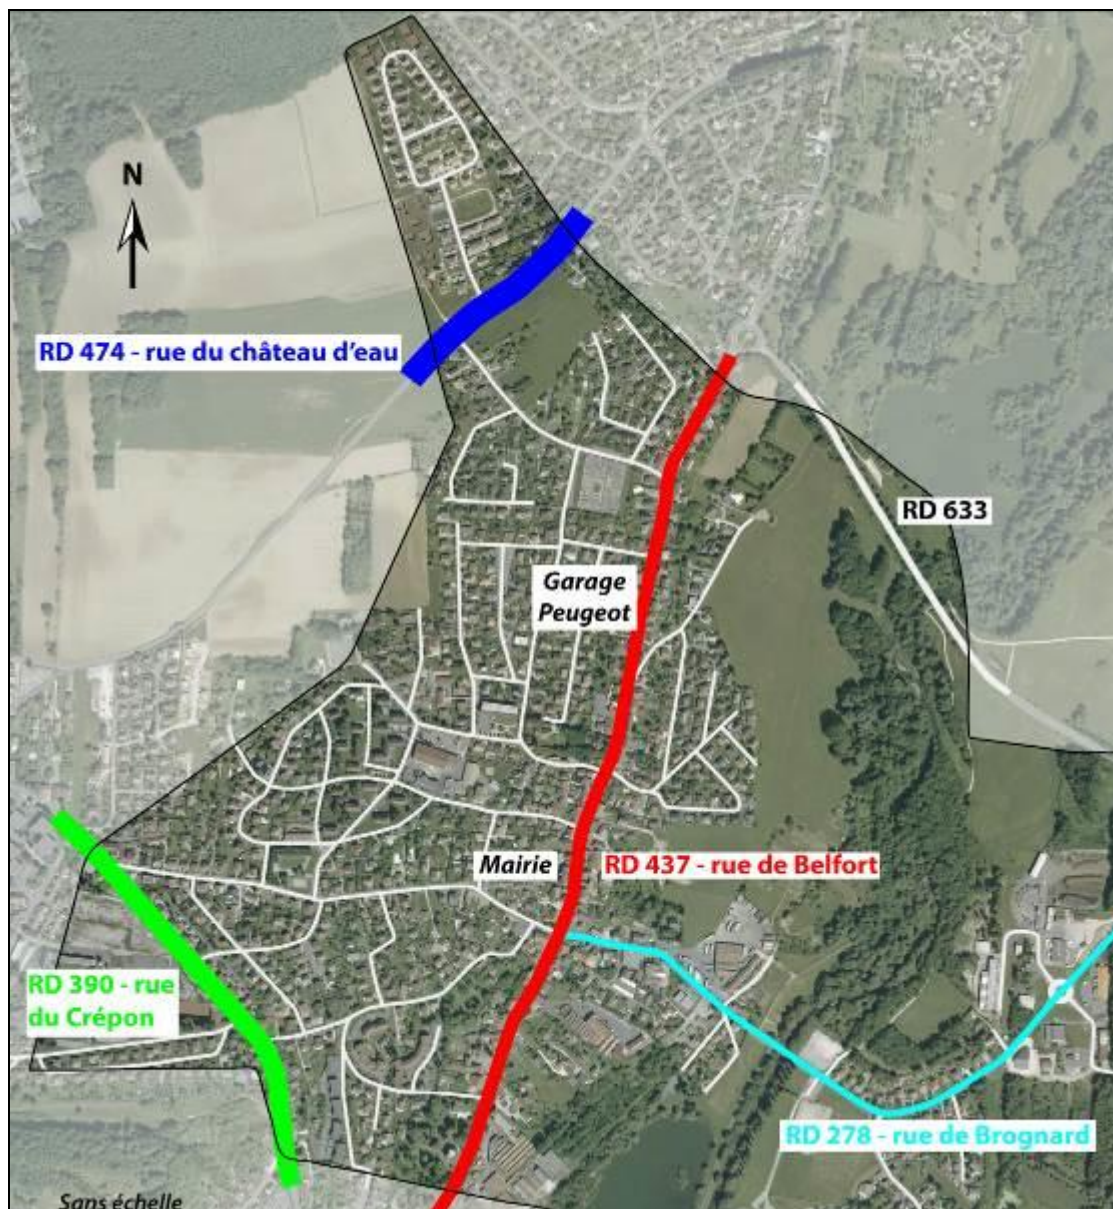 N
RD 474 - rue du château d'eau
RD 633
Garage
Peugeot
Mairie
RD 437 - rue de Belfort
RD 390 - rue
du Crépon
RD 278 - rue de Brognard
Sans échelle